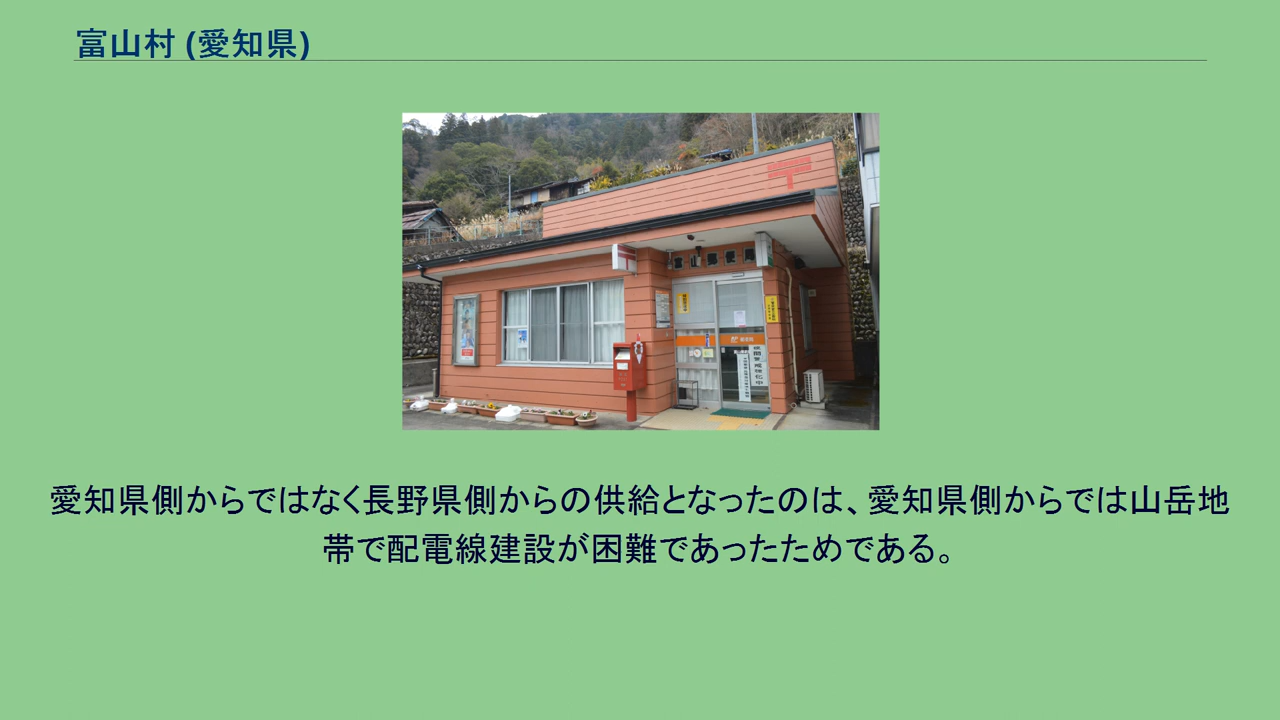 富山村 (愛知県)
〒
富山郵便局
愛知県側からではなく長野県側からの供給となったのは、愛知県側からでは山岳地
帯で配電線建設が困難であったためである。